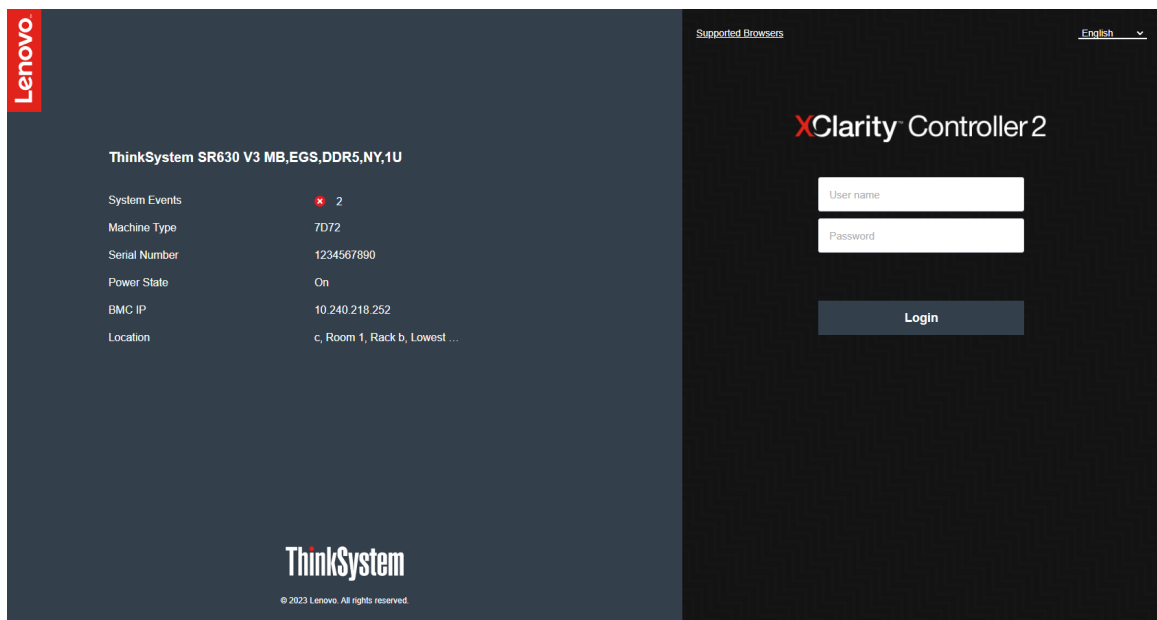 Lenovo.
ThinkSystem SR630 V3 MB,EGS,DDR5,NY,1U
System Events 2
Machine Type 7D72
Serial Number 1234567890
Power State On
BMC IP 10.240.218.252
Location c, Room 1, Rack b, Lowest ...
ThinkSystem
© 2023 Lenovo. All rights reserved.
Supported Browsers English
XClarity™ Controller 2
User name
Password
Login